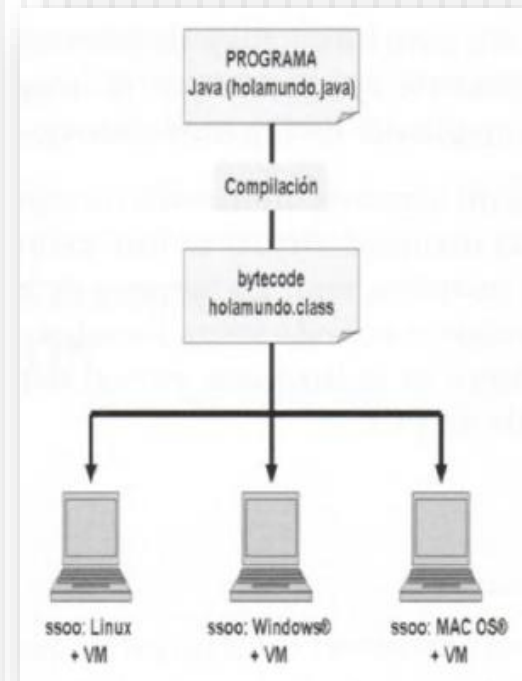 PROGRAMA
Java (holamundo.java)
Compilación
bytecode
holamundo.class
ssoo: Linux
+ VM
ssoo: Windows®
+ VM
ssoo: MAC OS®
+ VM